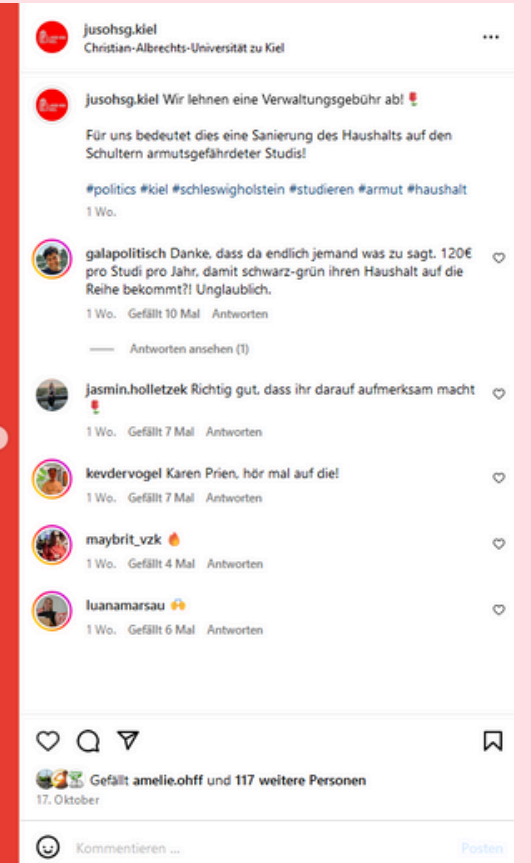 jusohsg.kiel
Christian-Albrechts-Universität zu Kiel
jusohsg.kiel Wir lehnen eine Verwaltungsgebühr ab!🌹
Für uns bedeutet dies eine Sanierung des Haushalts auf den
Schultern armutsgefährdeter Studis!
#politics #kiel #schleswigholstein #studieren #armut #haushalt
1 Wo.
galapolitisch Danke, dass da endlich jemand was zu sagt. 120€
pro Studi pro Jahr, damit schwarz-grün ihren Haushalt auf die
Reihe bekommt?! Unglaublich.
1 Wo. Gefällt 10 Mal Antworten
Antworten ansehen (1)
jasmin.holletzek Richtig gut, dass ihr darauf aufmerksam macht
🌹
1 Wo. Gefällt 7 Mal Antworten
kevdervogel Karen Prien, hör mal auf die!
1 Wo. Gefällt 7 Mal Antworten
maybrit_vzk 🔥
1 Wo. Gefällt 4 Mal Antworten
luanamarsau 🙌
1 Wo. Gefällt 6 Mal Antworten
Gefällt amelie.ohff und 117 weitere Personen
17. Oktober
Kommentieren ...
Posten